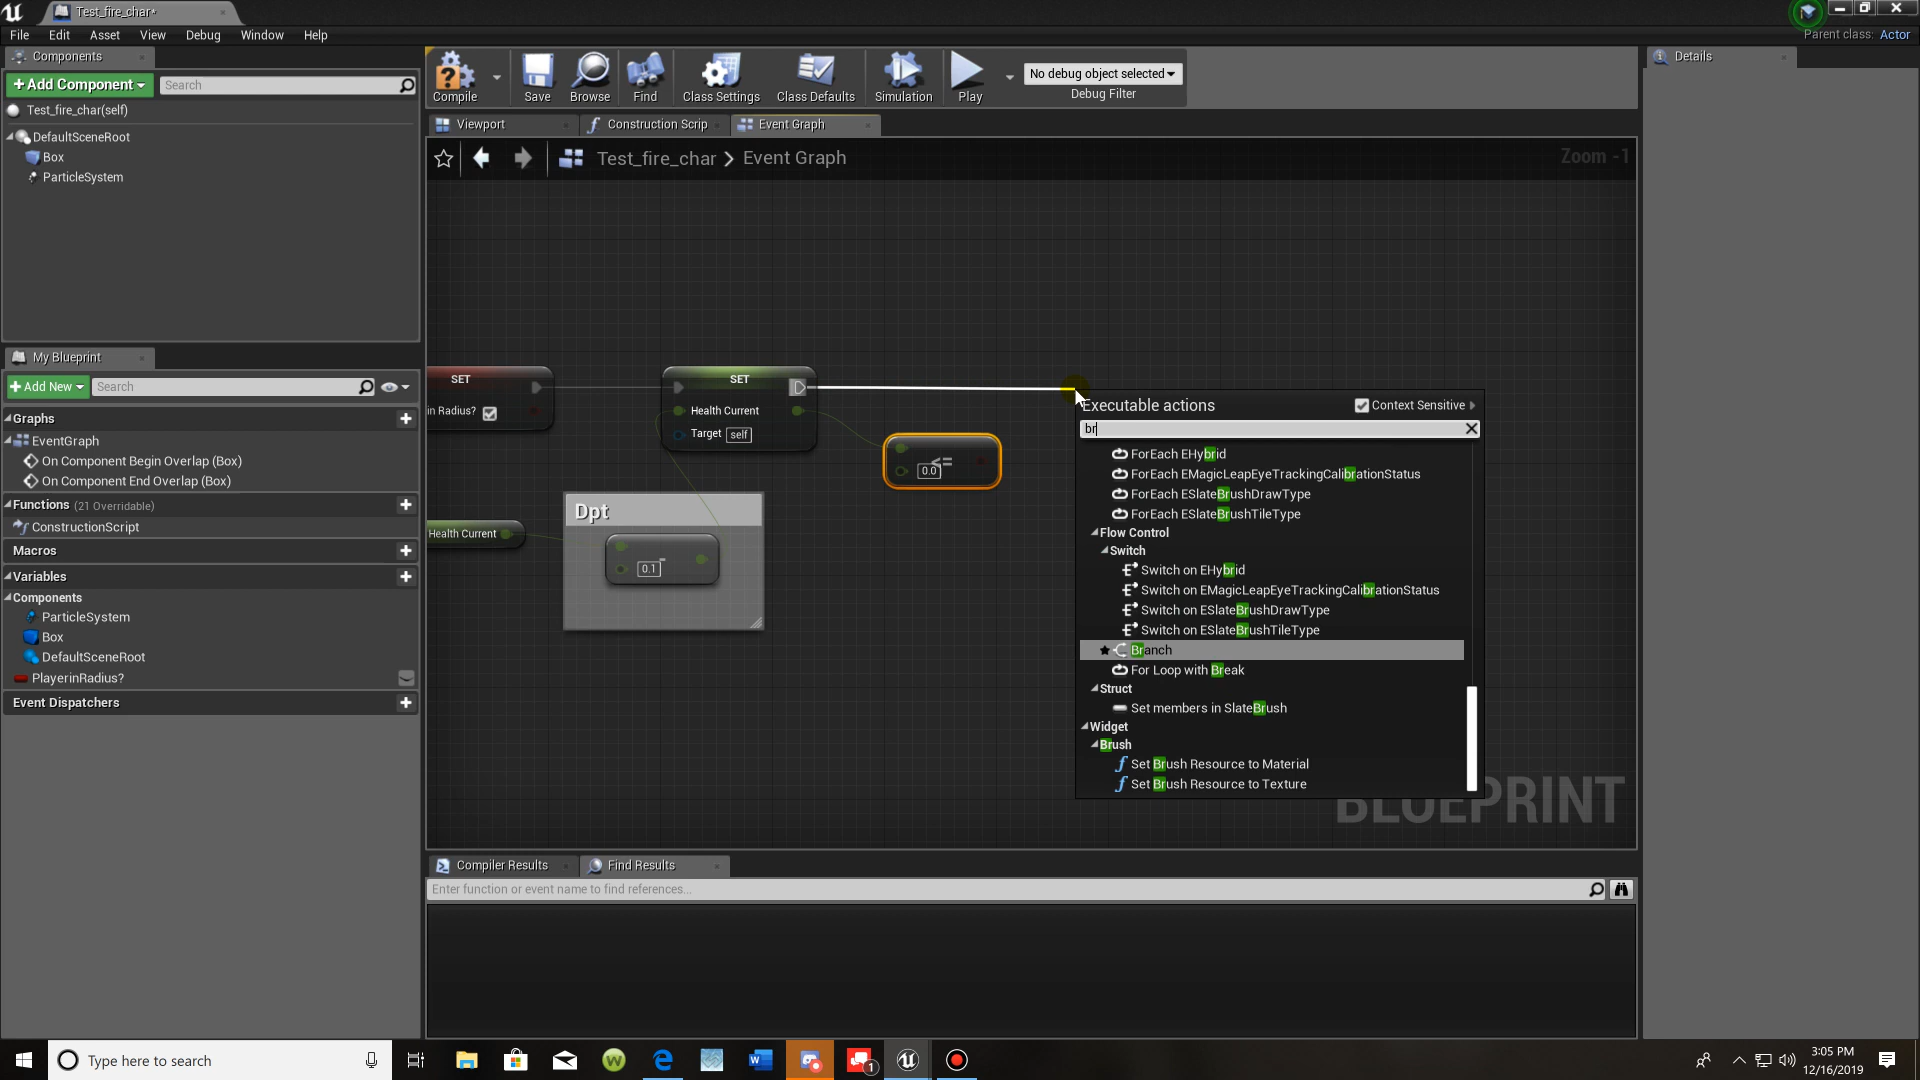 Test_fire_char*
File Edit Asset View Debug Window Help
Parent class: Actor
Components
+Add Component
Search
Test_fire_char(self)
DefaultSceneRoot
Box
ParticleSystem
Compile
Save
Browse
Find
Class Settings
Class Defaults
Simulation
Play
No debug object selected
Debug Filter
Details
Viewport
Construction Scrip
Event Graph
Test_fire_char > Event Graph
Zoom -1
My Blueprint
+Add New
Search
Graphs
EventGraph
On Component Begin Overlap (Box)
On Component End Overlap (Box)
Functions (21 Overridable)
ConstructionScript
Macros
Variables
Components
ParticleSystem
Box
DefaultSceneRoot
PlayerinRadius?
Event Dispatchers
SET
in Radius?
SET
Health Current
Target self
<=
0.0
Dpt
Health Current
-
0.1
Executable actions
Context Sensitive
br
ForEach EHybrid
ForEach EMagicLeapEyeTrackingCalibrationStatus
ForEach ESlateBrushDrawType
ForEach ESlateBrushTileType
Flow Control
Switch
Switch on EHybrid
Switch on EMagicLeapEyeTrackingCalibrationStatus
Switch on ESlateBrushDrawType
Switch on ESlateBrushTileType
Branch
For Loop with Break
Struct
Set members in SlateBrush
Widget
Brush
Set Brush Resource to Material
Set Brush Resource to Texture
BLUEPRINT
Compiler Results
Find Results
Enter function or event name to find references...
Type here to search
1
3:05 PM
12/16/2019